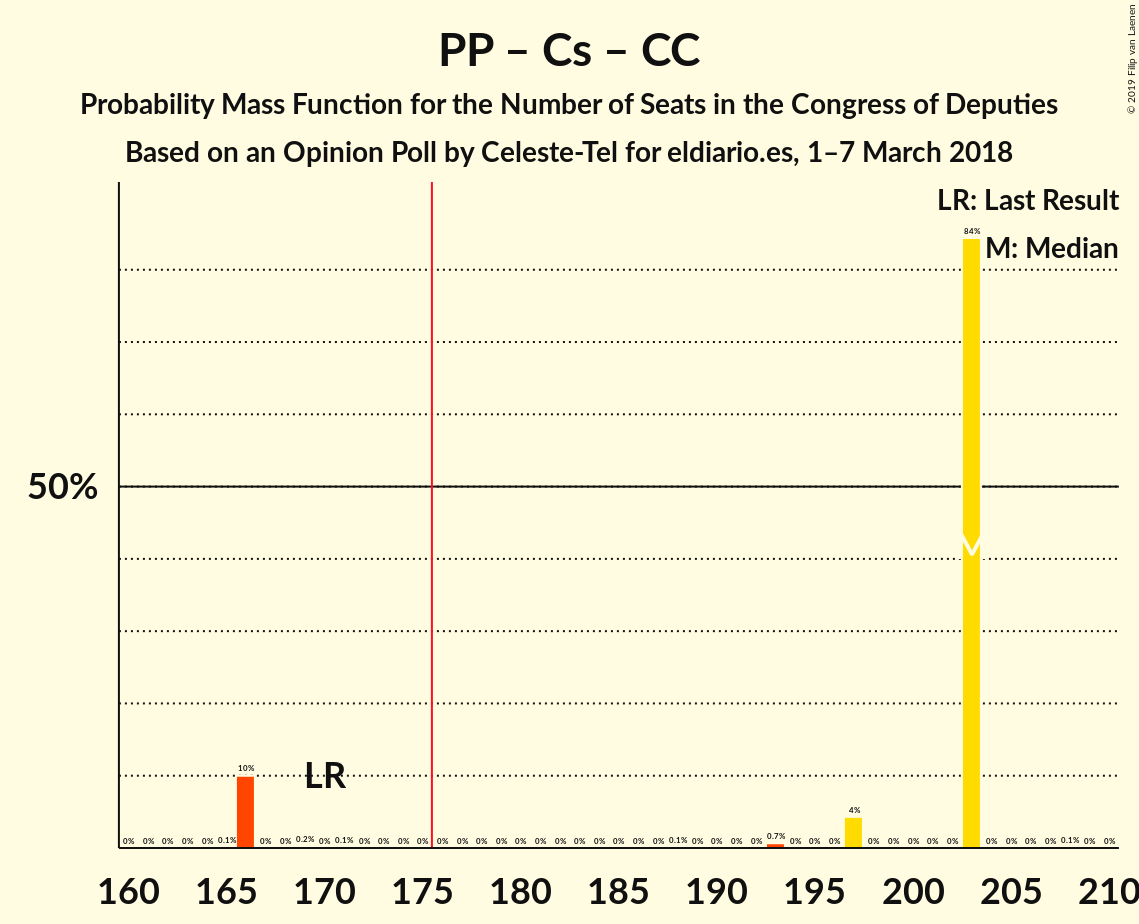 PP – Cs – CC
Probability Mass Function for the Number of Seats in the Congress of Deputies
Based on an Opinion Poll by Celeste-Tel for eldiario.es, 1–7 March 2018
© 2019 Filip van Laenen
LR: Last Result
M: Median
84%
50%
M
10%
LR
4%
0% 0% 0% 0% 0% 0.1% 0% 0% 0.2% 0% 0.1% 0% 0% 0% 0% 0% 0% 0% 0% 0% 0% 0% 0% 0% 0% 0% 0% 0.1% 0% 0% 0% 0% 0.7% 0% 0% 0% 0% 0% 0% 0% 0% 0% 0% 0% 0% 0.1% 0% 0%
160 165 170 175 180 185 190 195 200 205 210